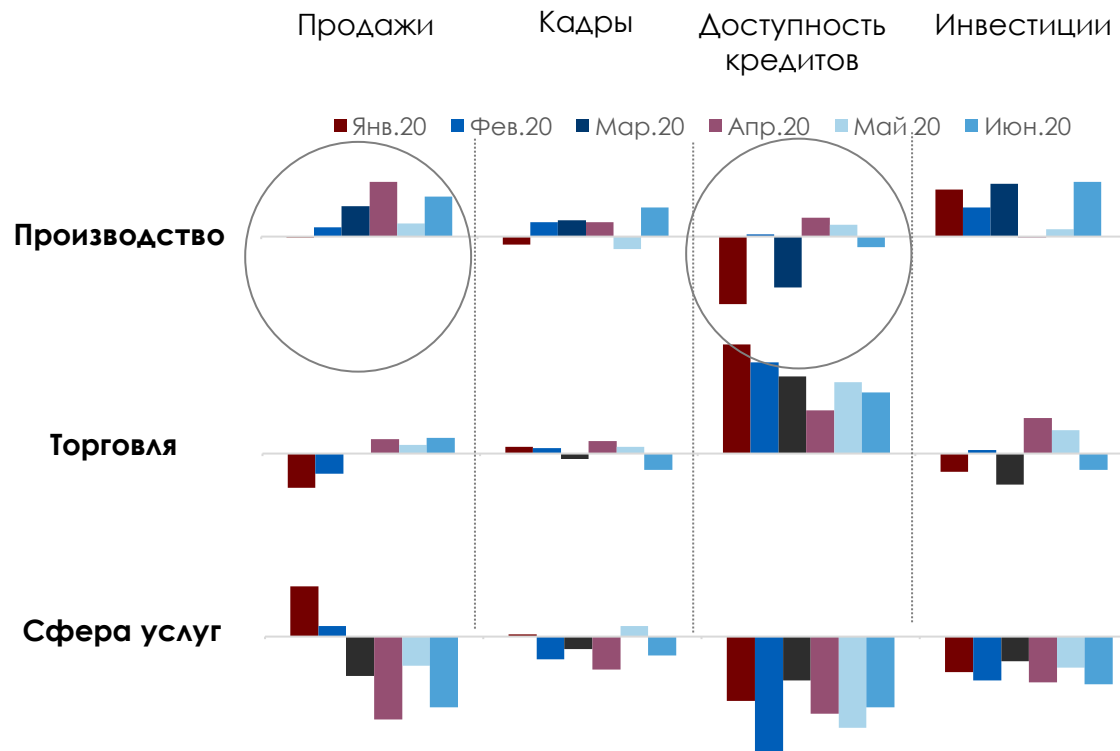 Продажи
Кадры
Доступность
кредитов
Инвестиции
Янв.20 Фев.20 Мар.20 Апр.20 Май.20 Июн.20
Производство
Торговля
Сфера услуг